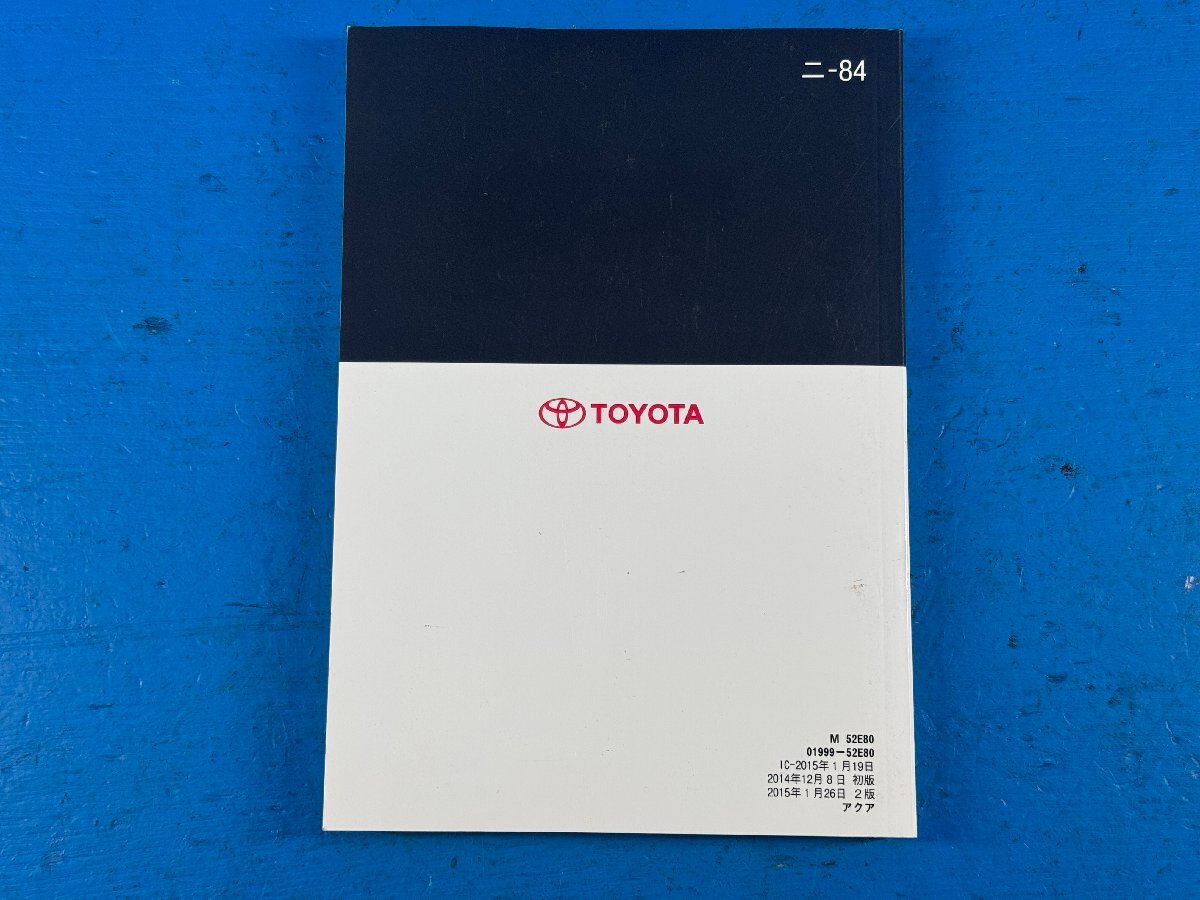 ニ-84
TOYOTA
M 52E80
01999-52E80
IC-2015年1月19日
2014年12月8日 初版
2015年1月26日 2版
アクア